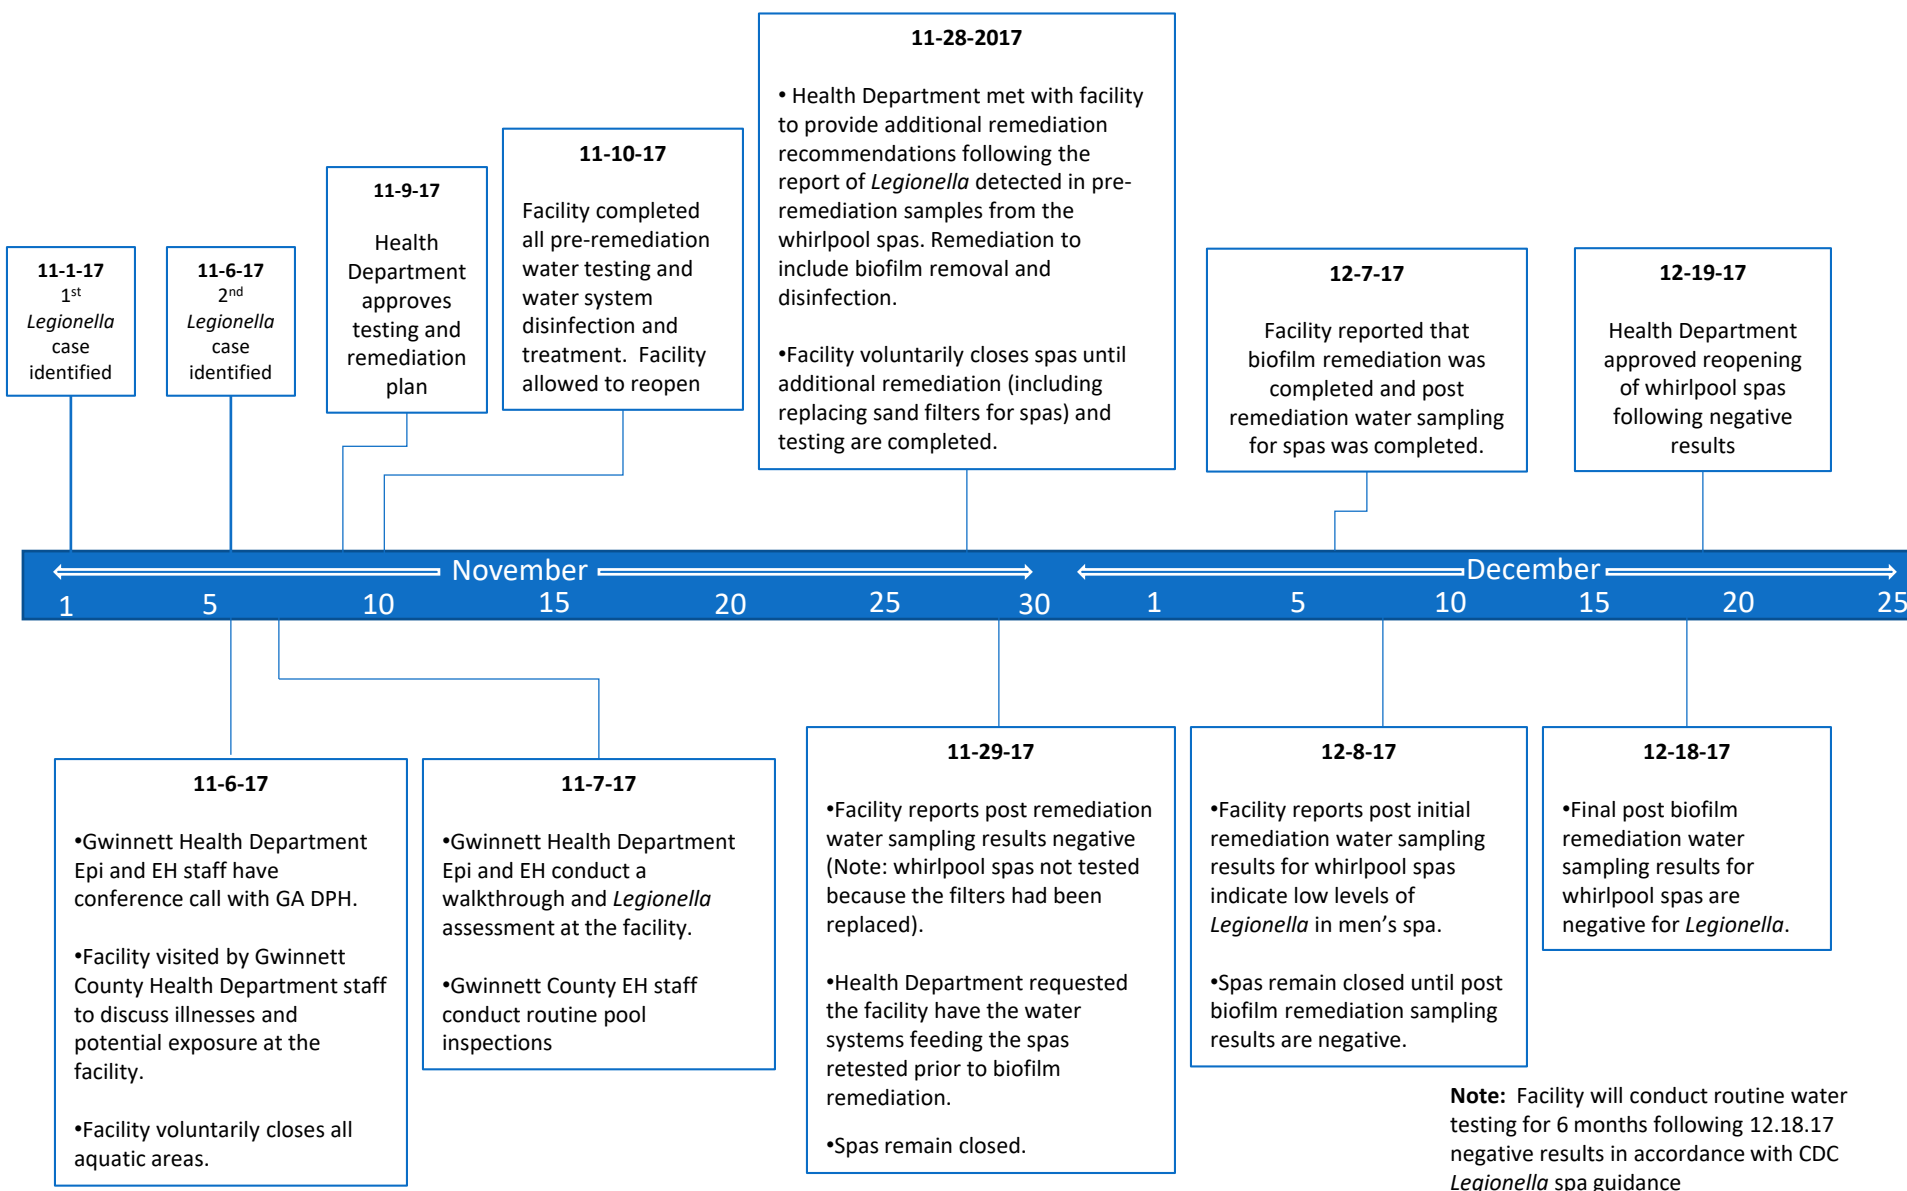 11-1-17
1st
Legionella
case
identified
11-6-17
2nd
Legionella
case
identified
11-9-17
Health
Department
approves
testing and
remediation
plan
11-10-17
Facility completed
all pre-remediation
water testing and
water system
disinfection and
treatment.  Facility
allowed to reopen
11-28-2017
• Health Department met with facility
to provide additional remediation
recommendations following the
report of Legionella detected in pre-
remediation samples from the
whirlpool spas. Remediation to
include biofilm removal and
disinfection.
•Facility voluntarily closes spas until
additional remediation (including
replacing sand filters for spas) and
testing are completed.
12-7-17
Facility reported that
biofilm remediation was
completed and post
remediation water sampling
for spas was completed.
12-19-17
Health Department
approved reopening
of whirlpool spas
following negative
results
November
December
1 5 10 15 20 25 30 1 5 10 15 20 25
11-6-17
•Gwinnett Health Department
Epi and EH staff have
conference call with GA DPH.
•Facility visited by Gwinnett
County Health Department staff
to discuss illnesses and
potential exposure at the
facility.
•Facility voluntarily closes all
aquatic areas.
11-7-17
•Gwinnett Health Department
Epi and EH conduct a
walkthrough and Legionella
assessment at the facility.
•Gwinnett County EH staff
conduct routine pool
inspections
11-29-17
•Facility reports post remediation
water sampling results negative
(Note: whirlpool spas not tested
because the filters had been
replaced).
•Health Department requested
the facility have the water
systems feeding the spas
retested prior to biofilm
remediation.
•Spas remain closed.
12-8-17
•Facility reports post initial
remediation water sampling
results for whirlpool spas
indicate low levels of
Legionella in men’s spa.
•Spas remain closed until post
biofilm remediation sampling
results are negative.
12-18-17
•Final post biofilm
remediation water
sampling results for
whirlpool spas are
negative for Legionella.
Note:  Facility will conduct routine water
testing for 6 months following 12.18.17
negative results in accordance with CDC
Legionella spa guidance